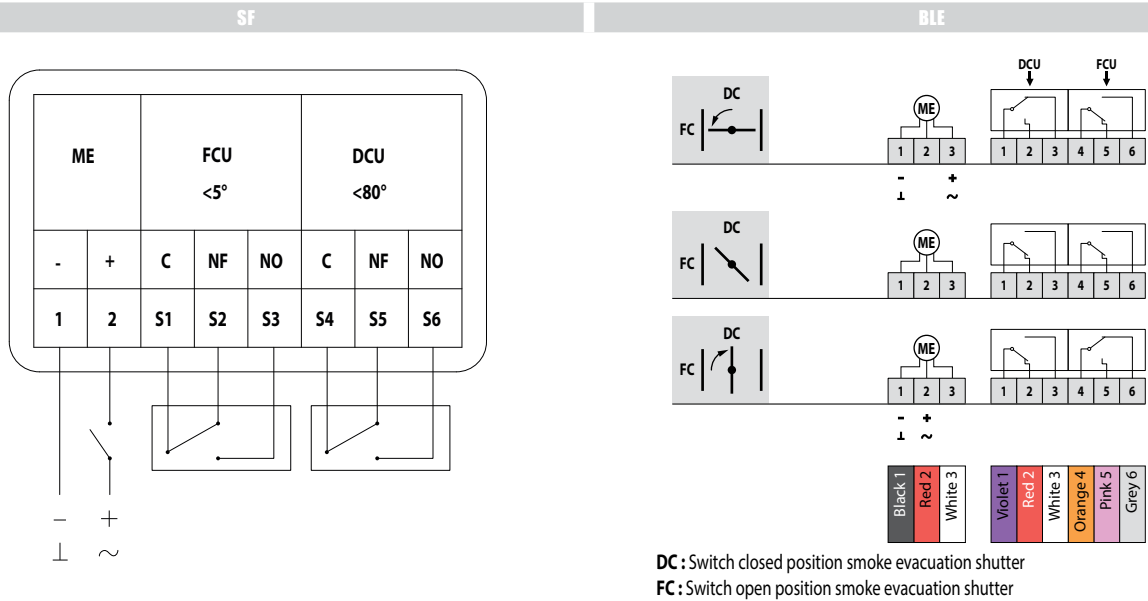 SF
ME FCU DCU
<5° <80°
- + C NF NO C NF NO
1 2 S1 S2 S3 S4 S5 S6
− +
⊥ ~
BLE
DCU FCU
DC
FC
ME
1 2 3 1 2 3 4 5 6
- +
⊥ ~
DC
FC
ME
1 2 3 1 2 3 4 5 6
DC
FC
ME
1 2 3 1 2 3 4 5 6
- +
⊥ ~
Black 1
Red 2
White 3
Violet 1
Red 2
White 3
Orange 4
Pink 5
Grey 6
DC : Switch closed position smoke evacuation shutter
FC : Switch open position smoke evacuation shutter